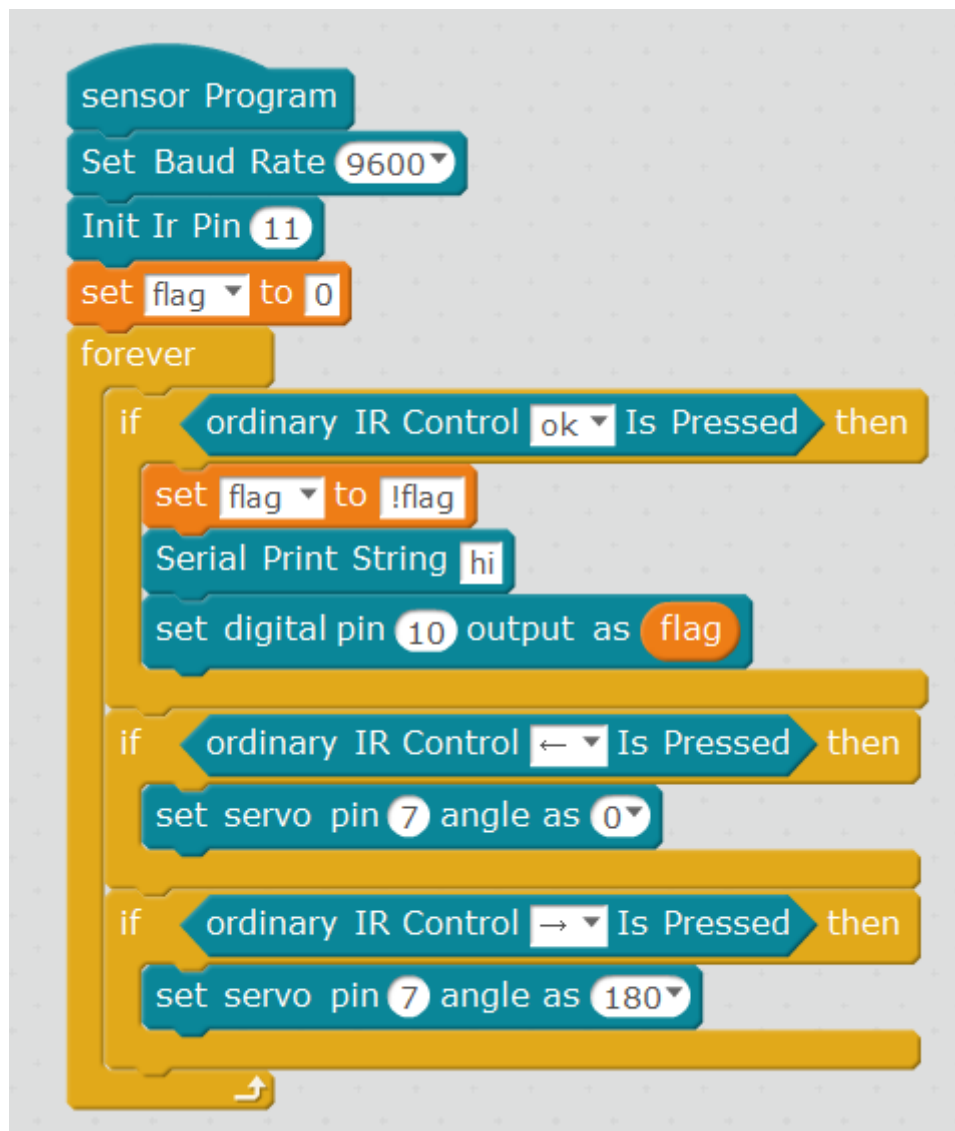 sensor Program
Set Baud Rate 9600
Init Ir Pin 11
set flag to 0
forever
if ordinary IR Control ok Is Pressed then
set flag to !flag
Serial Print String hi
set digital pin 10 output as flag
if ordinary IR Control ← Is Pressed then
set servo pin 7 angle as 0
if ordinary IR Control → Is Pressed then
set servo pin 7 angle as 180